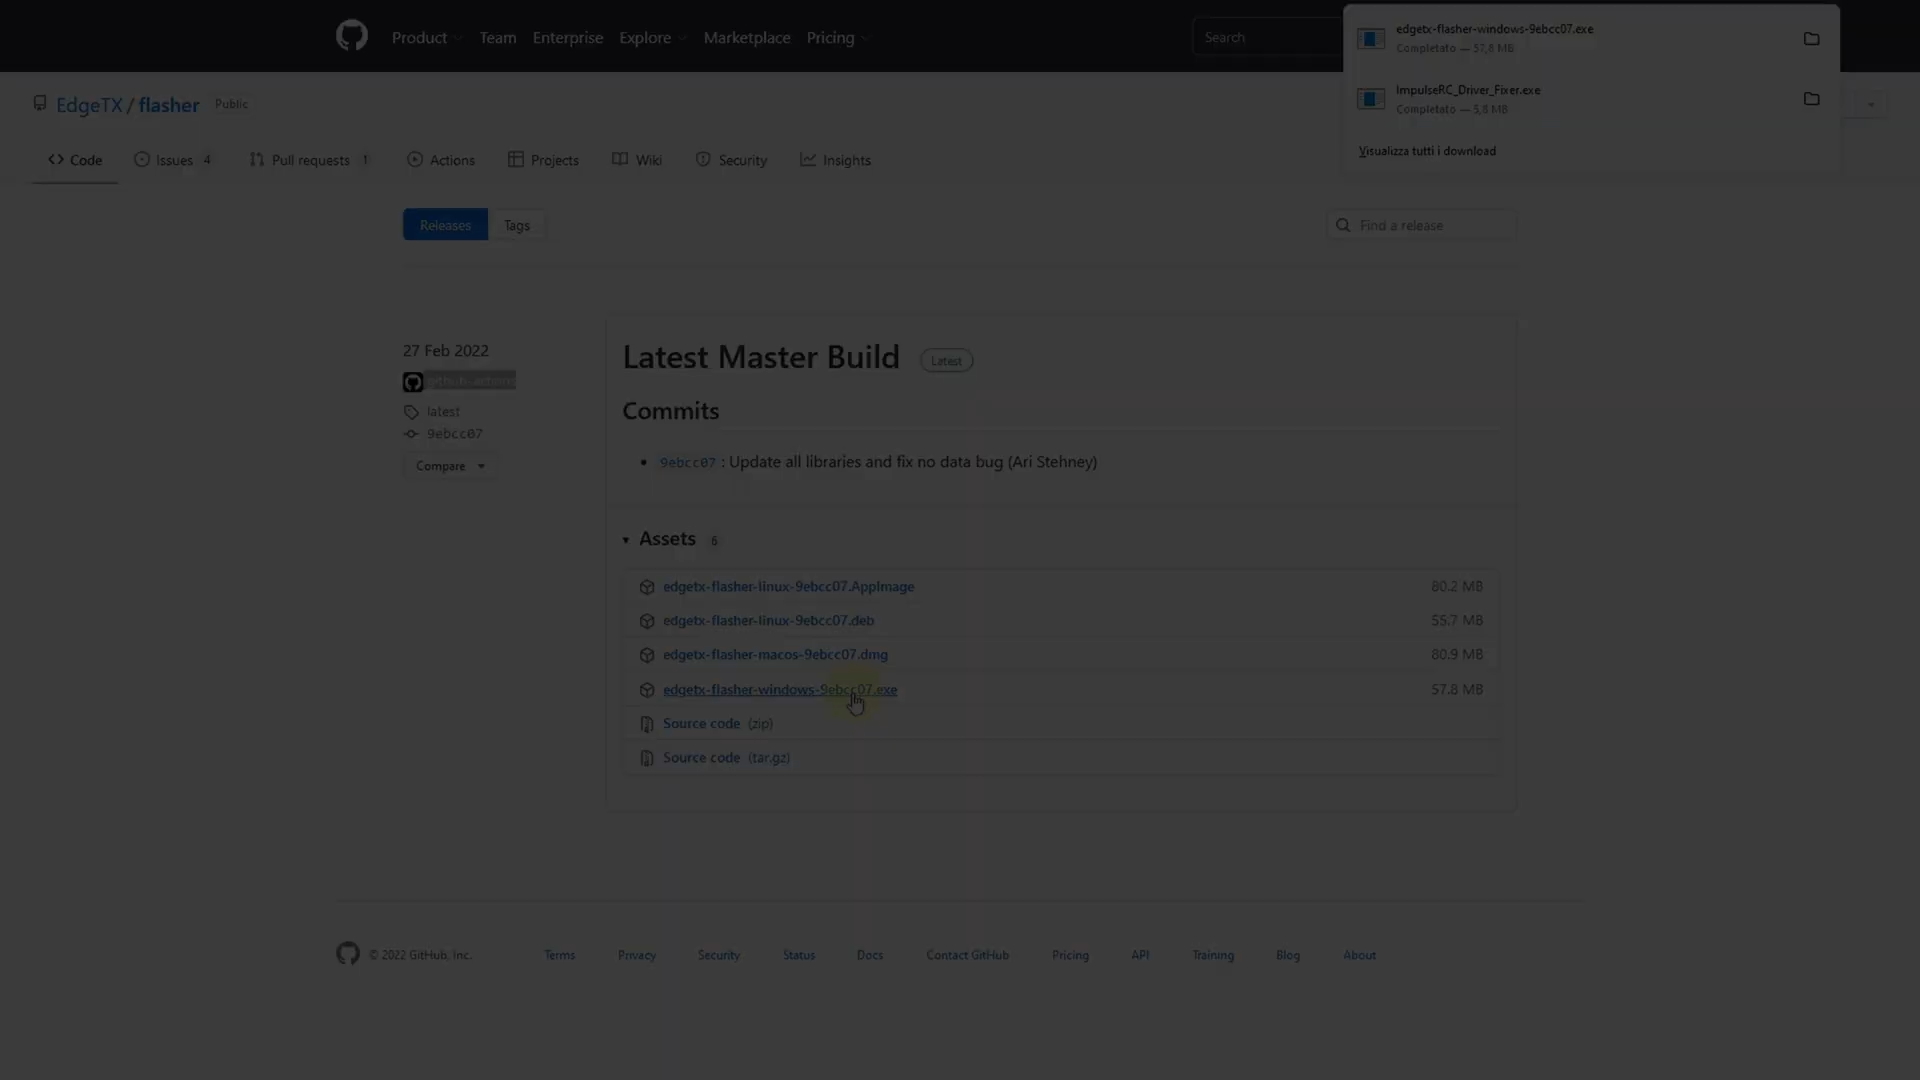 Product Team Enterprise Explore Marketplace Pricing
Search
edgetx-flasher-windows-9ebcc07.exe
Completato — 57,8 MB
ImpulseRC_Driver_Fixer.exe
Completato — 5,8 MB
Visualizza tutti i download
EdgeTX / flasher Public
Code Issues 4 Pull requests 1 Actions Projects Wiki Security Insights
Releases Tags
Find a release
27 Feb 2022
github-actions
latest
9ebcc07
Compare
Latest Master Build Latest
Commits
9ebcc07 : Update all libraries and fix no data bug (Ari Stehney)
Assets 6
edgetx-flasher-linux-9ebcc07.AppImage 80.2 MB
edgetx-flasher-linux-9ebcc07.deb 55.7 MB
edgetx-flasher-macos-9ebcc07.dmg 80.9 MB
edgetx-flasher-windows-9ebcc07.exe 57.8 MB
Source code (zip)
Source code (tar.gz)
© 2022 GitHub, Inc. Terms Privacy Security Status Docs Contact GitHub Pricing API Training Blog About